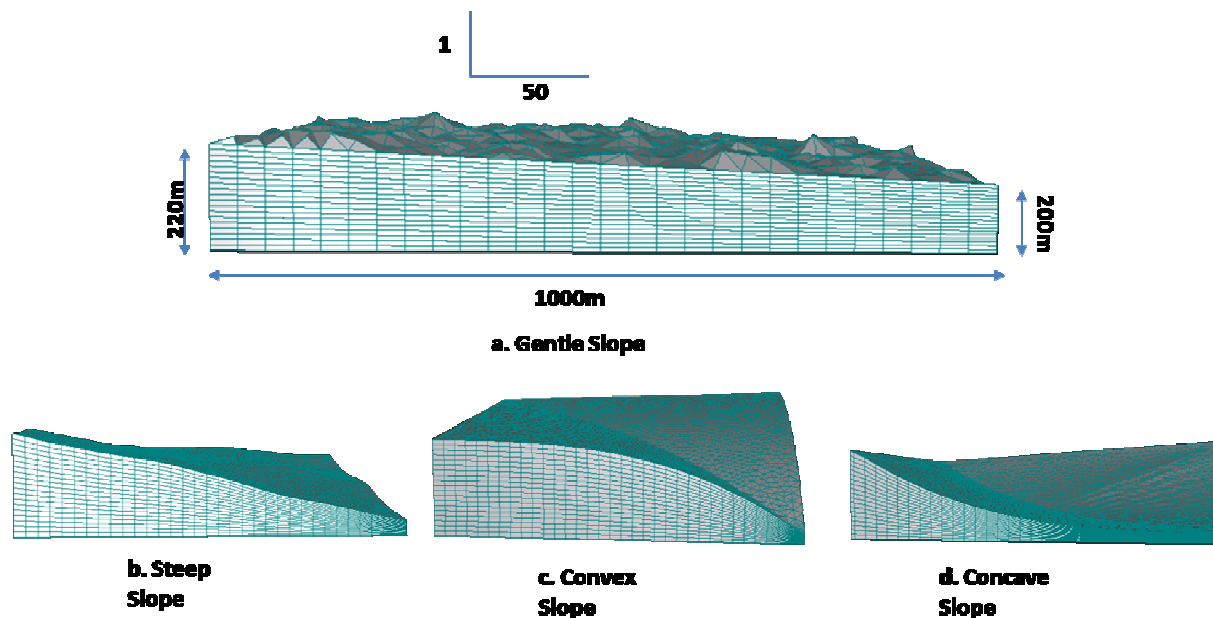 1
50
220m
200m
1000m
a. Gentle Slope
b. Steep
Slope
c. Convex
Slope
d. Concave
Slope